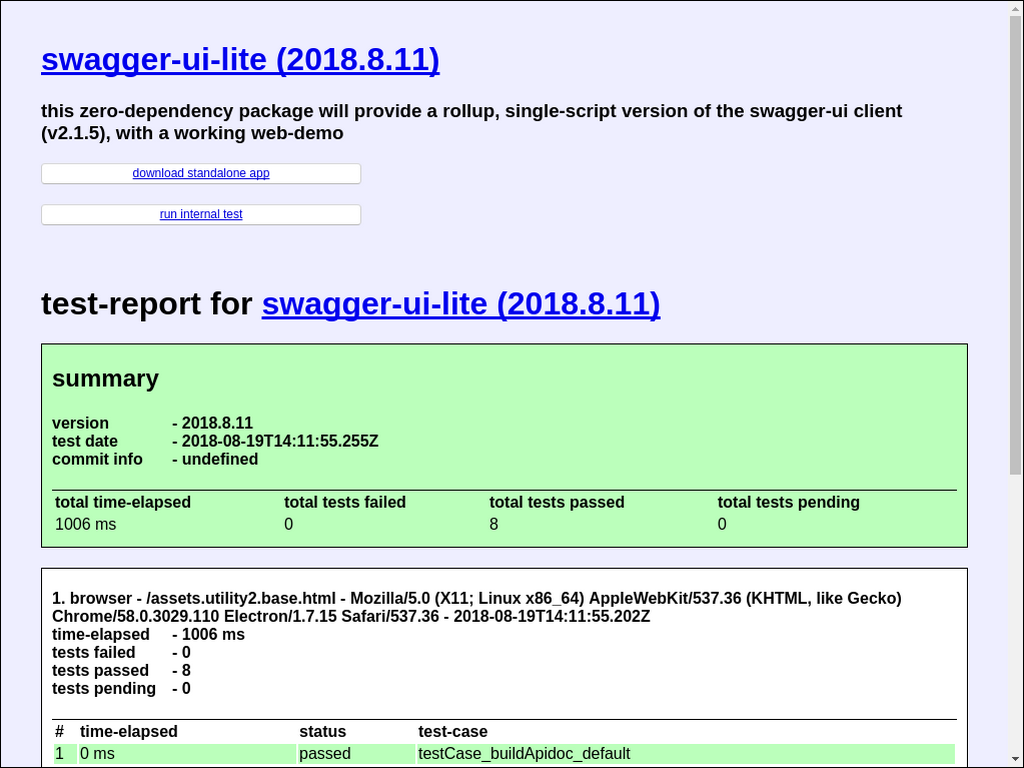 swagger-ui-lite (2018.8.11)
this zero-dependency package will provide a rollup, single-script version of the swagger-ui client
(v2.1.5), with a working web-demo
download standalone app
run internal test
test-report for swagger-ui-lite (2018.8.11)
summary
version - 2018.8.11
test date - 2018-08-19T14:11:55.255Z
commit info - undefined
total time-elapsed total tests failed total tests passed total tests pending
1006 ms 0 8 0
1. browser - /assets.utility2.base.html - Mozilla/5.0 (X11; Linux x86_64) AppleWebKit/537.36 (KHTML, like Gecko)
Chrome/58.0.3029.110 Electron/1.7.15 Safari/537.36 - 2018-08-19T14:11:55.202Z
time-elapsed - 1006 ms
tests failed - 0
tests passed - 8
tests pending - 0
# time-elapsed status test-case
1 0 ms passed testCase_buildApidoc_default